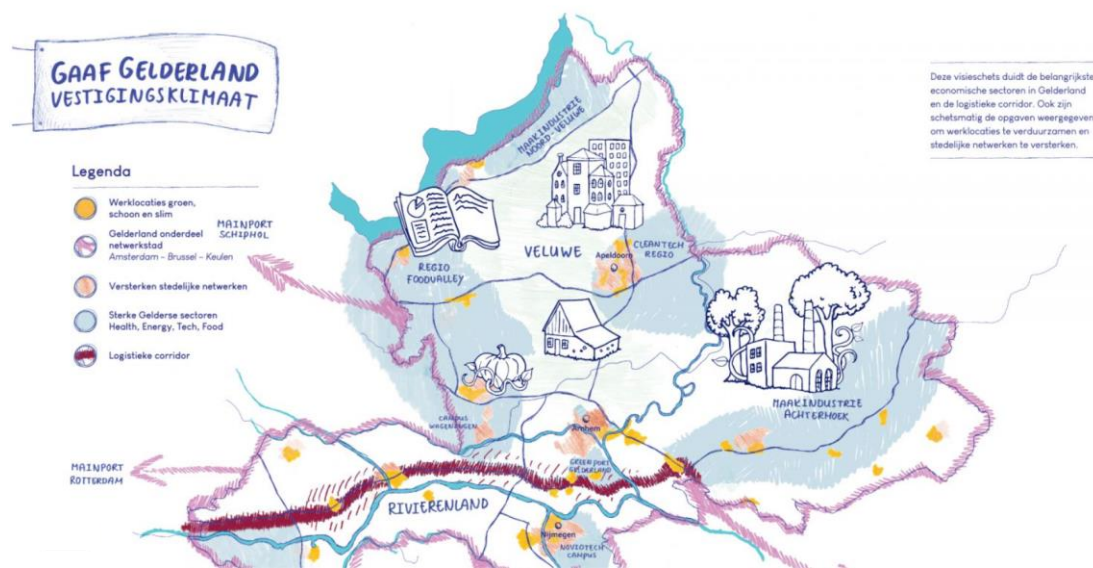 GAAF GELDERLAND
VESTIGINGSKLIMAAT
Deze visieschets duidt de belangrijkste
economische sectoren in Gelderland
en de logistieke corridor. Ook zijn
schetsmatig de opgaven weergegeven
om werklocaties te verduurzamen en
stedelijke netwerken te versterken.
Legenda
Werklocaties groen,
schoon en slim
Gelderland onderdeel
netwerkstad
Amsterdam – Brussel – Keulen
Versterken stedelijke netwerken
Sterke Gelderse sectoren
Health, Energy, Tech, Food
Logistieke corridor
MAINPORT
SCHIPHOL
MAAKINDUSTRIE
NOORD-VELUWE
VELUWE
CLEANTECH
REGIO
Apeldoorn
REGIO
FOODVALLEY
MAAKINDUSTRIE
ACHTERHOEK
CAMPUS
WAGENINGEN
Arnhem
GREENPORT
GELDERLAND
MAINPORT
ROTTERDAM
RIVIERENLAND
Nijmegen
NOVIOTECH
CAMPUS